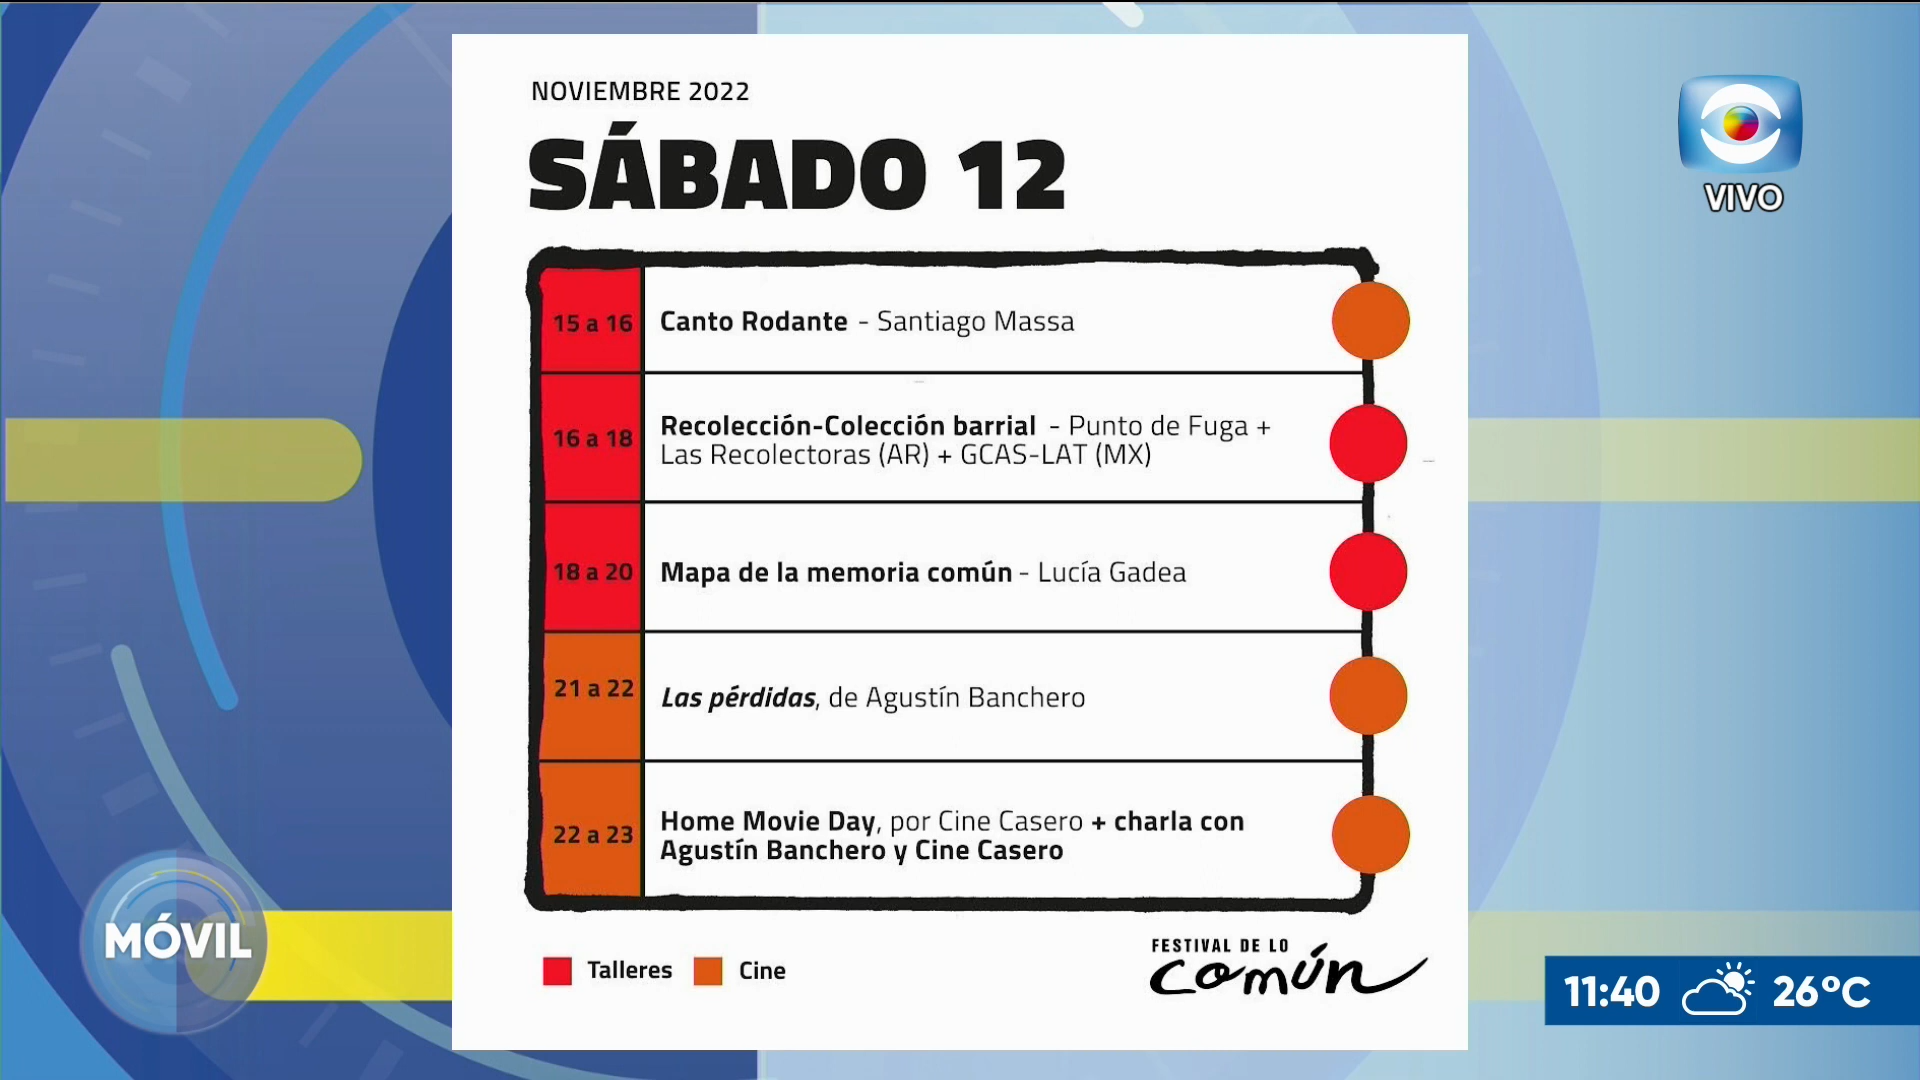 NOVIEMBRE 2022
SÁBADO 12
VIVO
15 a 16 Canto Rodante - Santiago Massa
16 a 18 Recolección-Colección barrial - Punto de Fuga +
Las Recolectoras (AR) + GCAS-LAT (MX)
18 a 20 Mapa de la memoria común - Lucía Gadea
21 a 22 Las pérdidas, de Agustín Banchero
22 a 23 Home Movie Day, por Cine Casero + charla con
Agustín Banchero y Cine Casero
Talleres Cine
FESTIVAL DE LO
común
MÓVIL
11:40 26°C